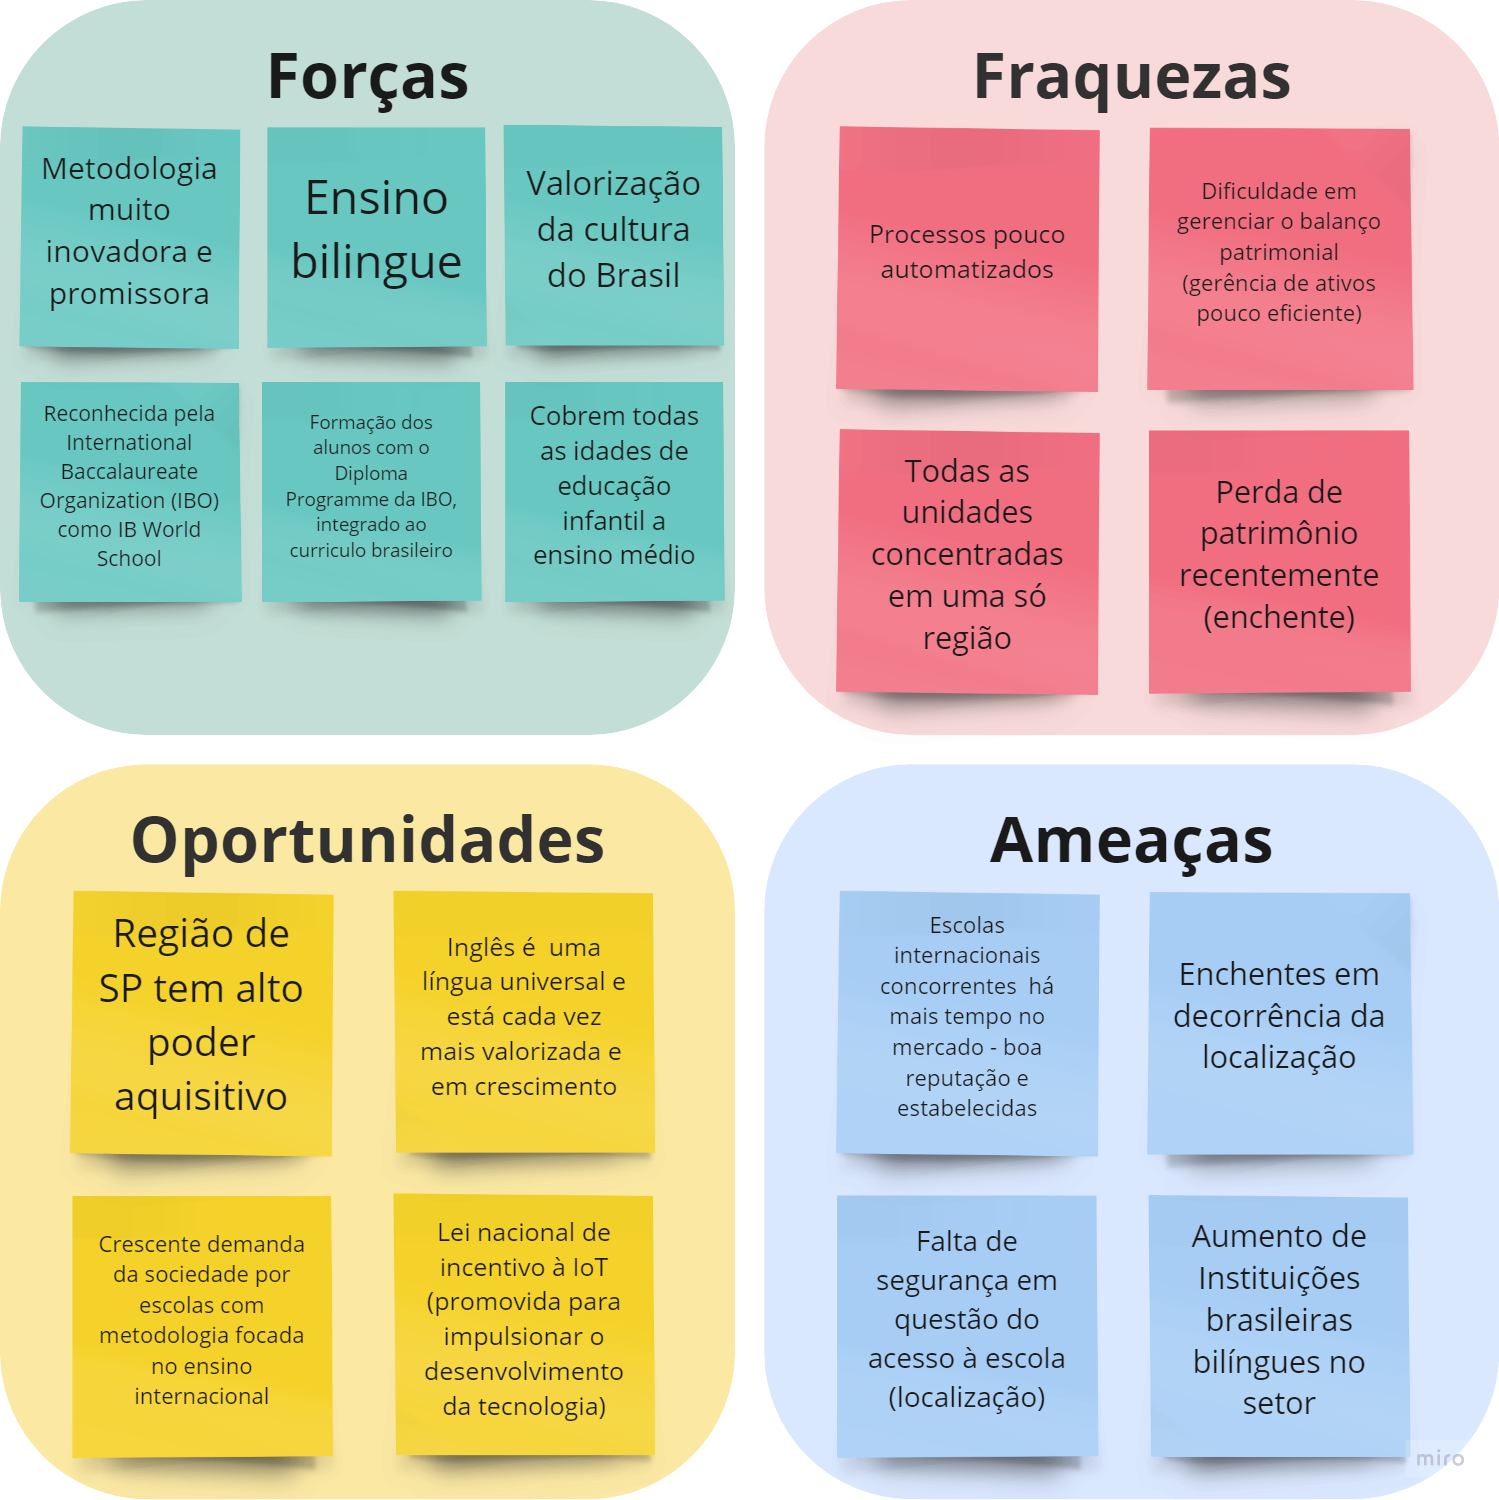 Forças
Metodologia
muito
inovadora e
promissora
Ensino
bilingue
Valorização
da cultura
do Brasil
Reconhecida pela
International
Baccalaureate
Organization (IBO)
como IB World
School
Formação dos
alunos com o
Diploma
Programme da IBO,
integrado ao
curriculo brasileiro
Cobrem todas
as idades de
educação
infantil a
ensino médio
Fraquezas
Processos pouco
automatizados
Dificuldade em
gerenciar o balanço
patrimonial
(gerência de ativos
pouco eficiente)
Todas as
unidades
concentradas
em uma só
região
Perda de
patrimônio
recentemente
(enchente)
Oportunidades
Região de
SP tem alto
poder
aquisitivo
Inglês é uma
língua universal e
está cada vez
mais valorizada e
em crescimento
Crescente demanda
da sociedade por
escolas com
metodologia focada
no ensino
internacional
Lei nacional de
incentivo à IoT
(promovida para
impulsionar o
desenvolvimento
da tecnologia)
Ameaças
Escolas
internacionais
concorrentes há
mais tempo no
mercado - boa
reputação e
estabelecidas
Enchentes em
decorrência da
localização
Falta de
segurança em
questão do
acesso à escola
(localização)
Aumento de
Instituições
brasileiras
bilíngues no
setor
miro